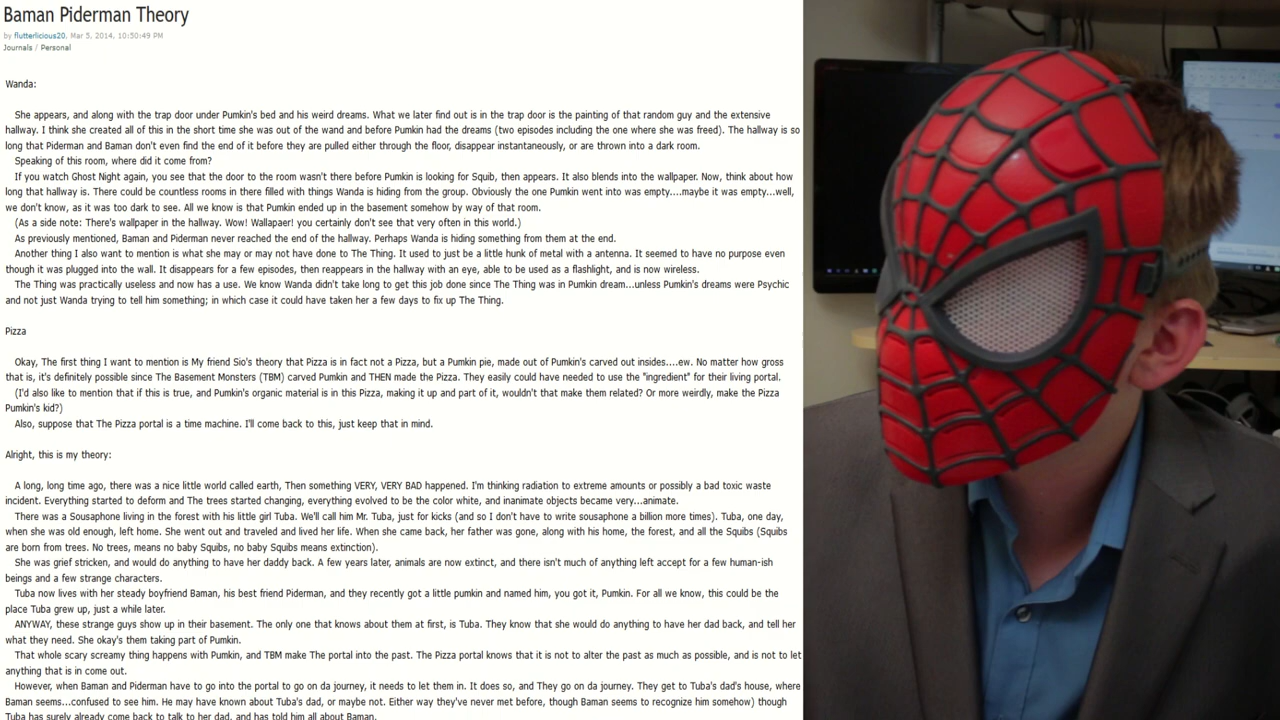 Baman Piderman Theory
by flutterlicious20, Mar 5, 2014, 10:50:49 PM
Journals / Personal
Wanda:
She appears, and along with the trap door under Pumkin's bed and his weird dreams. What we later find out is in the trap door is the painting of that random guy and the extensive
hallway. I think she created all of this in the short time she was out of the wand and before Pumkin had the dreams (two episodes including the one where she was freed). The hallway is so
long that Piderman and Baman don't even find the end of it before they are pulled either through the floor, disappear instantaneously, or are thrown into a dark room.
Speaking of this room, where did it come from?
If you watch Ghost Night again, you see that the door to the room wasn't there before Pumkin is looking for Squib, then appears. It also blends into the wallpaper. Now, think about how
long that hallway is. There could be countless rooms in there filled with things Wanda is hiding from the group. Obviously the one Pumkin went into was empty....maybe it was empty...well,
we don't know, as it was too dark to see. All we know is that Pumkin ended up in the basement somehow by way of that room.
(As a side note: There's wallpaper in the hallway. Wow! Wallapaer! you certainly don't see that very often in this world.)
As previously mentioned, Baman and Piderman never reached the end of the hallway. Perhaps Wanda is hiding something from them at the end.
Another thing I also want to mention is what she may or may not have done to The Thing. It used to just be a little hunk of metal with a antenna. It seemed to have no purpose even
though it was plugged into the wall. It disappears for a few episodes, then reappears in the hallway with an eye, able to be used as a flashlight, and is now wireless.
The Thing was practically useless and now has a use. We know Wanda didn't take long to get this job done since The Thing was in Pumkin dream...unless Pumkin's dreams were Psychic
and not just Wanda trying to tell him something; in which case it could have taken her a few days to fix up The Thing.
Pizza
Okay, The first thing I want to mention is My friend Sio's theory that Pizza is in fact not a Pizza, but a Pumkin pie, made out of Pumkin's carved out insides....ew. No matter how gross
that is, it's definitely possible since The Basement Monsters (TBM) carved Pumkin and THEN made the Pizza. They easily could have needed to use the "ingredient" for their living portal.
(I'd also like to mention that if this is true, and Pumkin's organic material is in this Pizza, making it up and part of it, wouldn't that make them related? Or more weirdly, make the Pizza
Pumkin's kid?)
Also, suppose that The Pizza portal is a time machine. I'll come back to this, just keep that in mind.
Alright, this is my theory:
A long, long time ago, there was a nice little world called earth, Then something VERY, VERY BAD happened. I'm thinking radiation to extreme amounts or possibly a bad toxic waste
incident. Everything started to deform and The trees started changing, everything evolved to be the color white, and inanimate objects became very...animate.
There was a Sousaphone living in the forest with his little girl Tuba. We'll call him Mr. Tuba, just for kicks (and so I don't have to write sousaphone a billion more times). Tuba, one day,
when she was old enough, left home. She went out and traveled and lived her life. When she came back, her father was gone, along with his home, the forest, and all the Squibs (Squibs
are born from trees. No trees, means no baby Squibs, no baby Squibs means extinction).
She was grief stricken, and would do anything to have her daddy back. A few years later, animals are now extinct, and there isn't much of anything left accept for a few human-ish
beings and a few strange characters.
Tuba now lives with her steady boyfriend Baman, his best friend Piderman, and they recently got a little pumkin and named him, you got it, Pumkin. For all we know, this could be the
place Tuba grew up, just a while later.
ANYWAY, these strange guys show up in their basement. The only one that knows about them at first, is Tuba. They know that she would do anything to have her dad back, and tell her
what they need. She okay's them taking part of Pumkin.
That whole scary screamy thing happens with Pumkin, and TBM make The portal into the past. The Pizza portal knows that it is not to alter the past as much as possible, and is not to let
anything that is in come out.
However, when Baman and Piderman have to go into the portal to go on da journey, it needs to let them in. It does so, and They go on da journey. They get to Tuba's dad's house, where
Baman seems...confused to see him. He may have known about Tuba's dad, or maybe not. Either way they've never met before, though Baman seems to recognize him somehow) though
Tuba has surely already come back to talk to her dad, and has told him all about Baman.